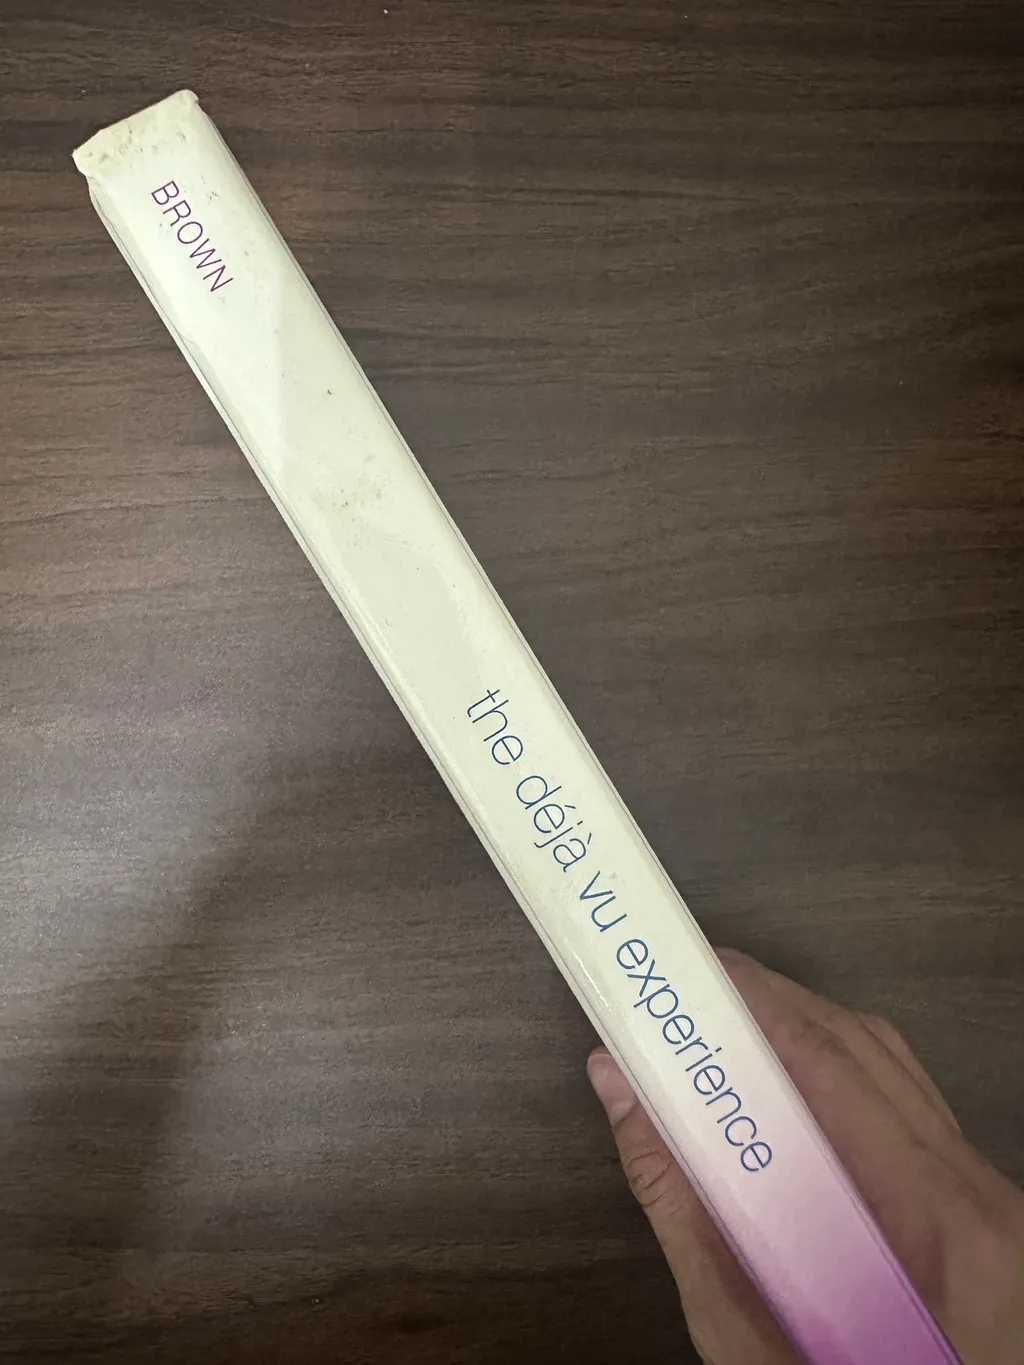 BROWN
the déjà vu experience